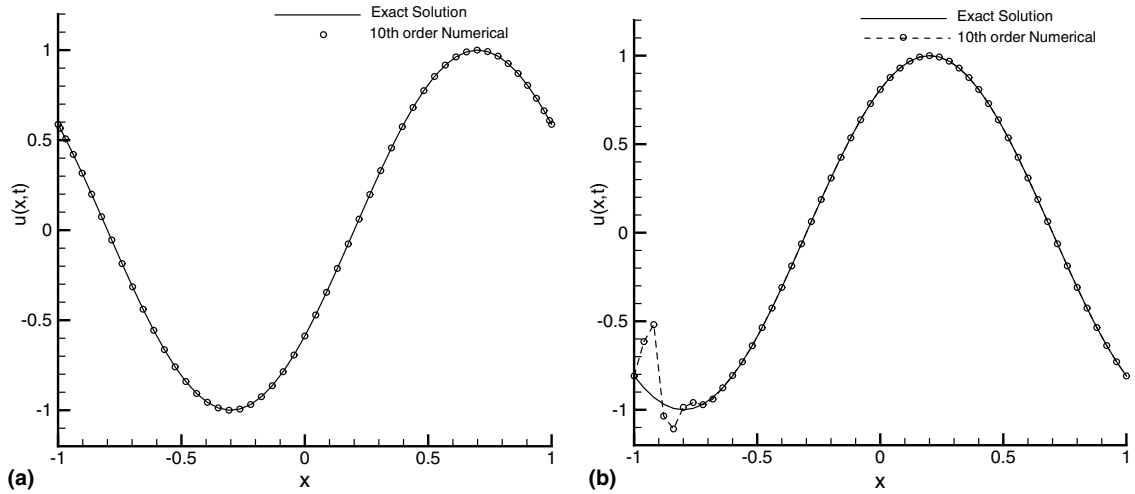 Exact Solution
10th order Numerical
u(x,t)
1
0.5
0
-0.5
-1
-1
-0.5
0
0.5
1
x
(a)
Exact Solution
10th order Numerical
u(x,t)
1
0.5
0
-0.5
-1
-1
-0.5
0
0.5
1
x
(b)